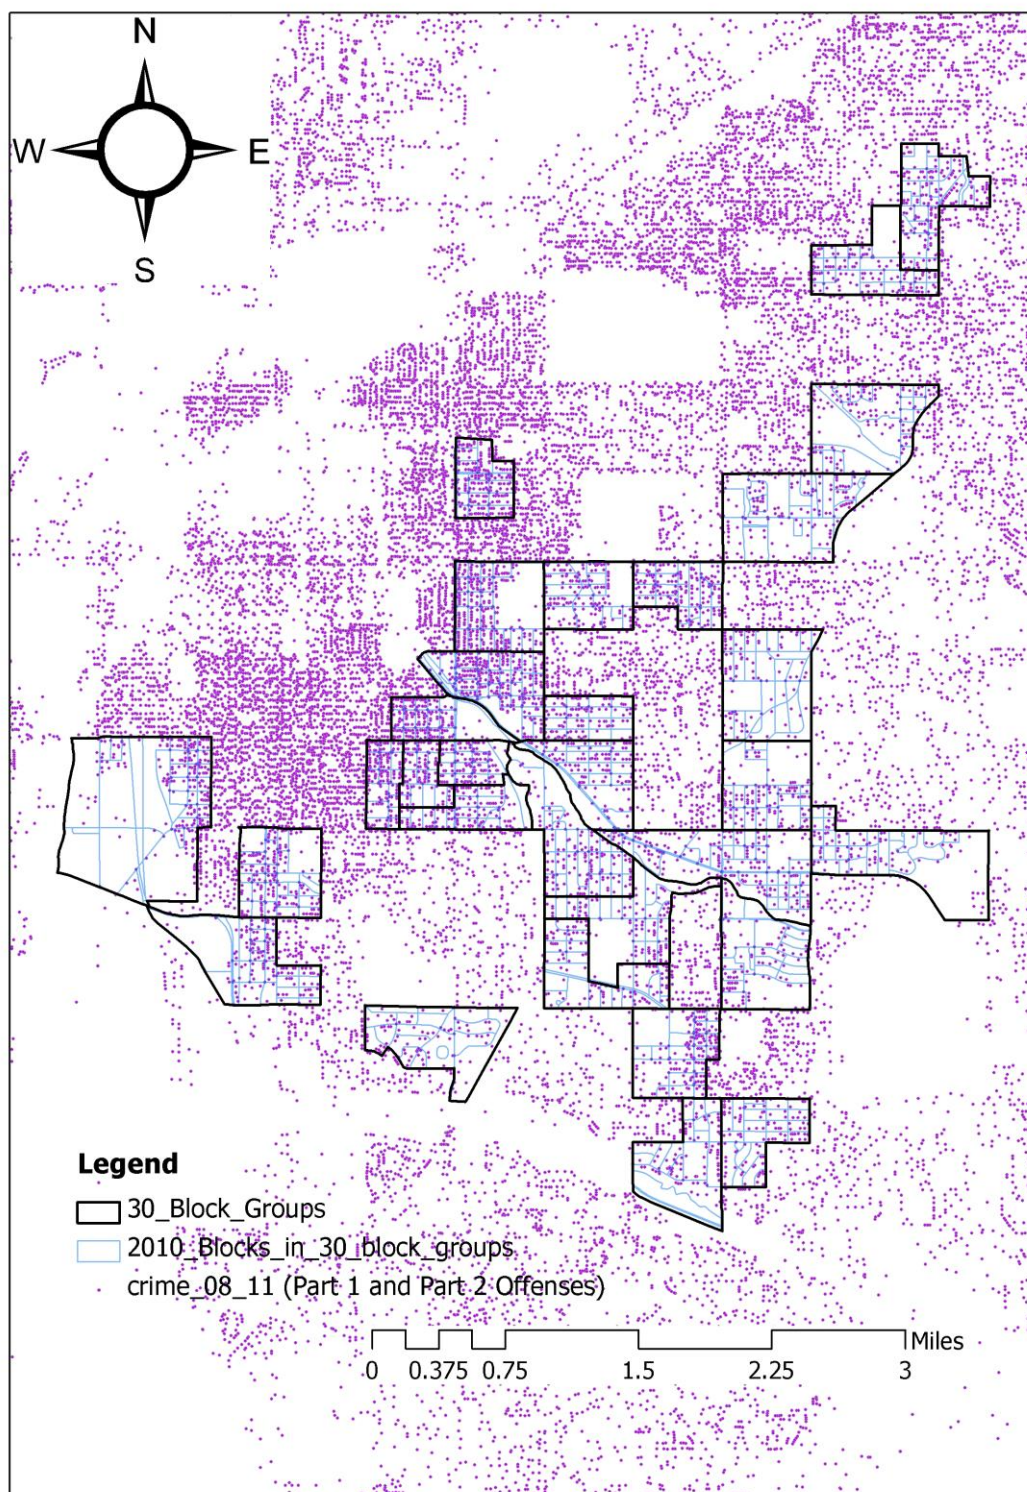 N
W E
S
Legend
30_Block_Groups
2010_Blocks_in_30_block_groups
crime_08_11 (Part 1 and Part 2 Offenses)
Miles
0 0.375 0.75 1.5 2.25 3